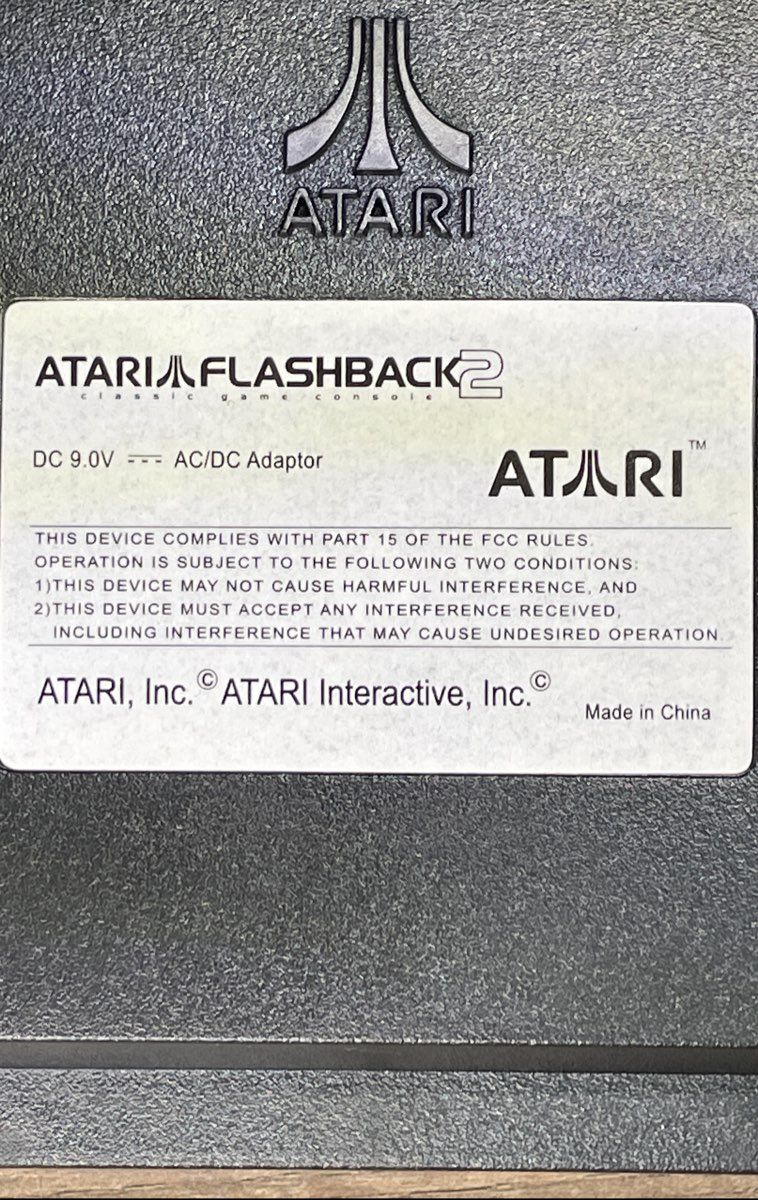 ATARI
ATARI FLASHBACK 2
classic game console
DC 9.0V AC/DC Adaptor
ATARI™
THIS DEVICE COMPLIES WITH PART 15 OF THE FCC RULES.
OPERATION IS SUBJECT TO THE FOLLOWING TWO CONDITIONS:
1)THIS DEVICE MAY NOT CAUSE HARMFUL INTERFERENCE, AND
2)THIS DEVICE MUST ACCEPT ANY INTERFERENCE RECEIVED,
INCLUDING INTERFERENCE THAT MAY CAUSE UNDESIRED OPERATION.
ATARI, Inc.© ATARI Interactive, Inc.©
Made in China